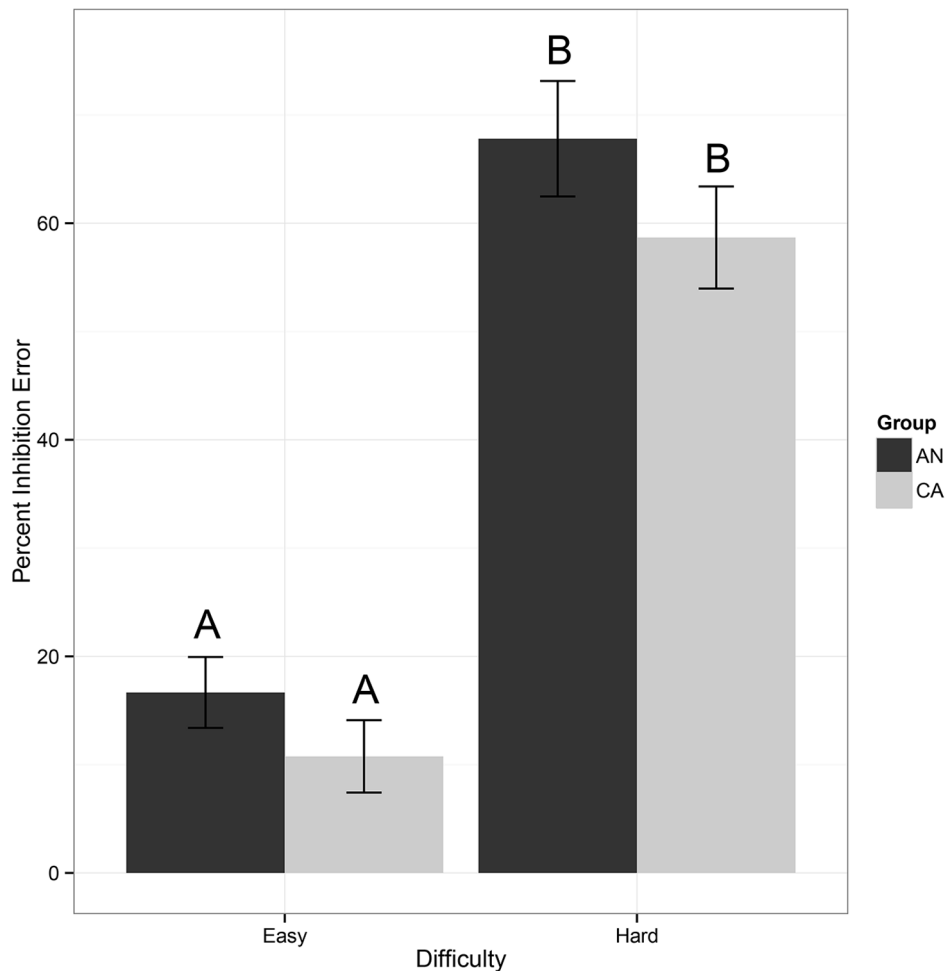 B
B
60
Percent Inhibition Error
40
Group
AN
CA
A
20
A
0
Easy
Hard
Difficulty